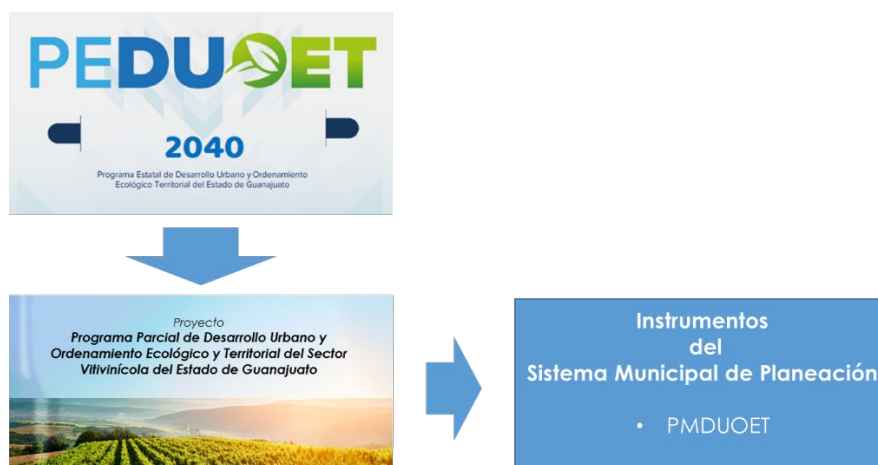 PEDUOET
2040
Programa Estatal de Desarrollo Urbano y Ordenamiento
Ecológico Territorial del Estado de Guanajuato
Proyecto
Programa Parcial de Desarrollo Urbano y
Ordenamiento Ecológico y Territorial del Sector
Vitivinícola del Estado de Guanajuato
Instrumentos
del
Sistema Municipal de Planeación
• PMDUOET